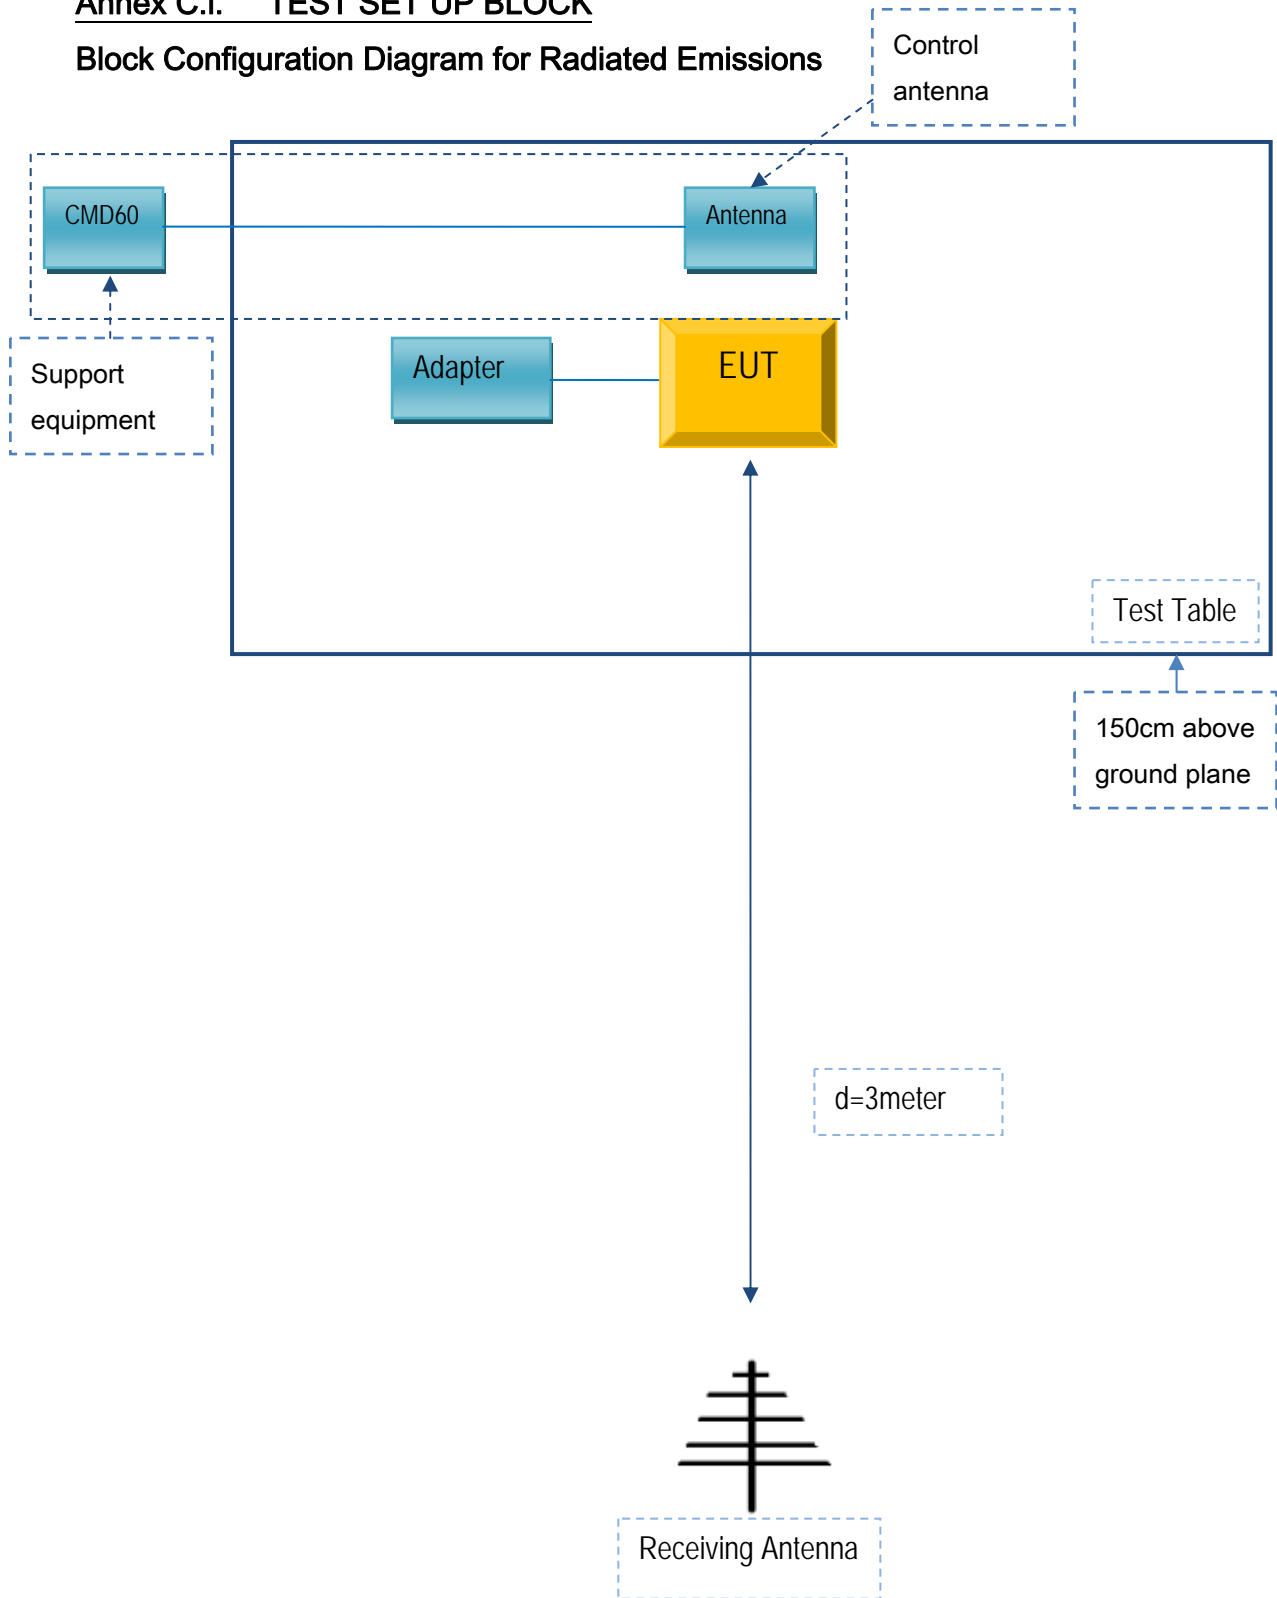 Annex C.i. TEST SET UP BLOCK
Block Configuration Diagram for Radiated Emissions
Control
antenna
CMD60
Antenna
Support
equipment
Adapter
EUT
Test Table
150cm above
ground plane
d=3meter
Receiving Antenna